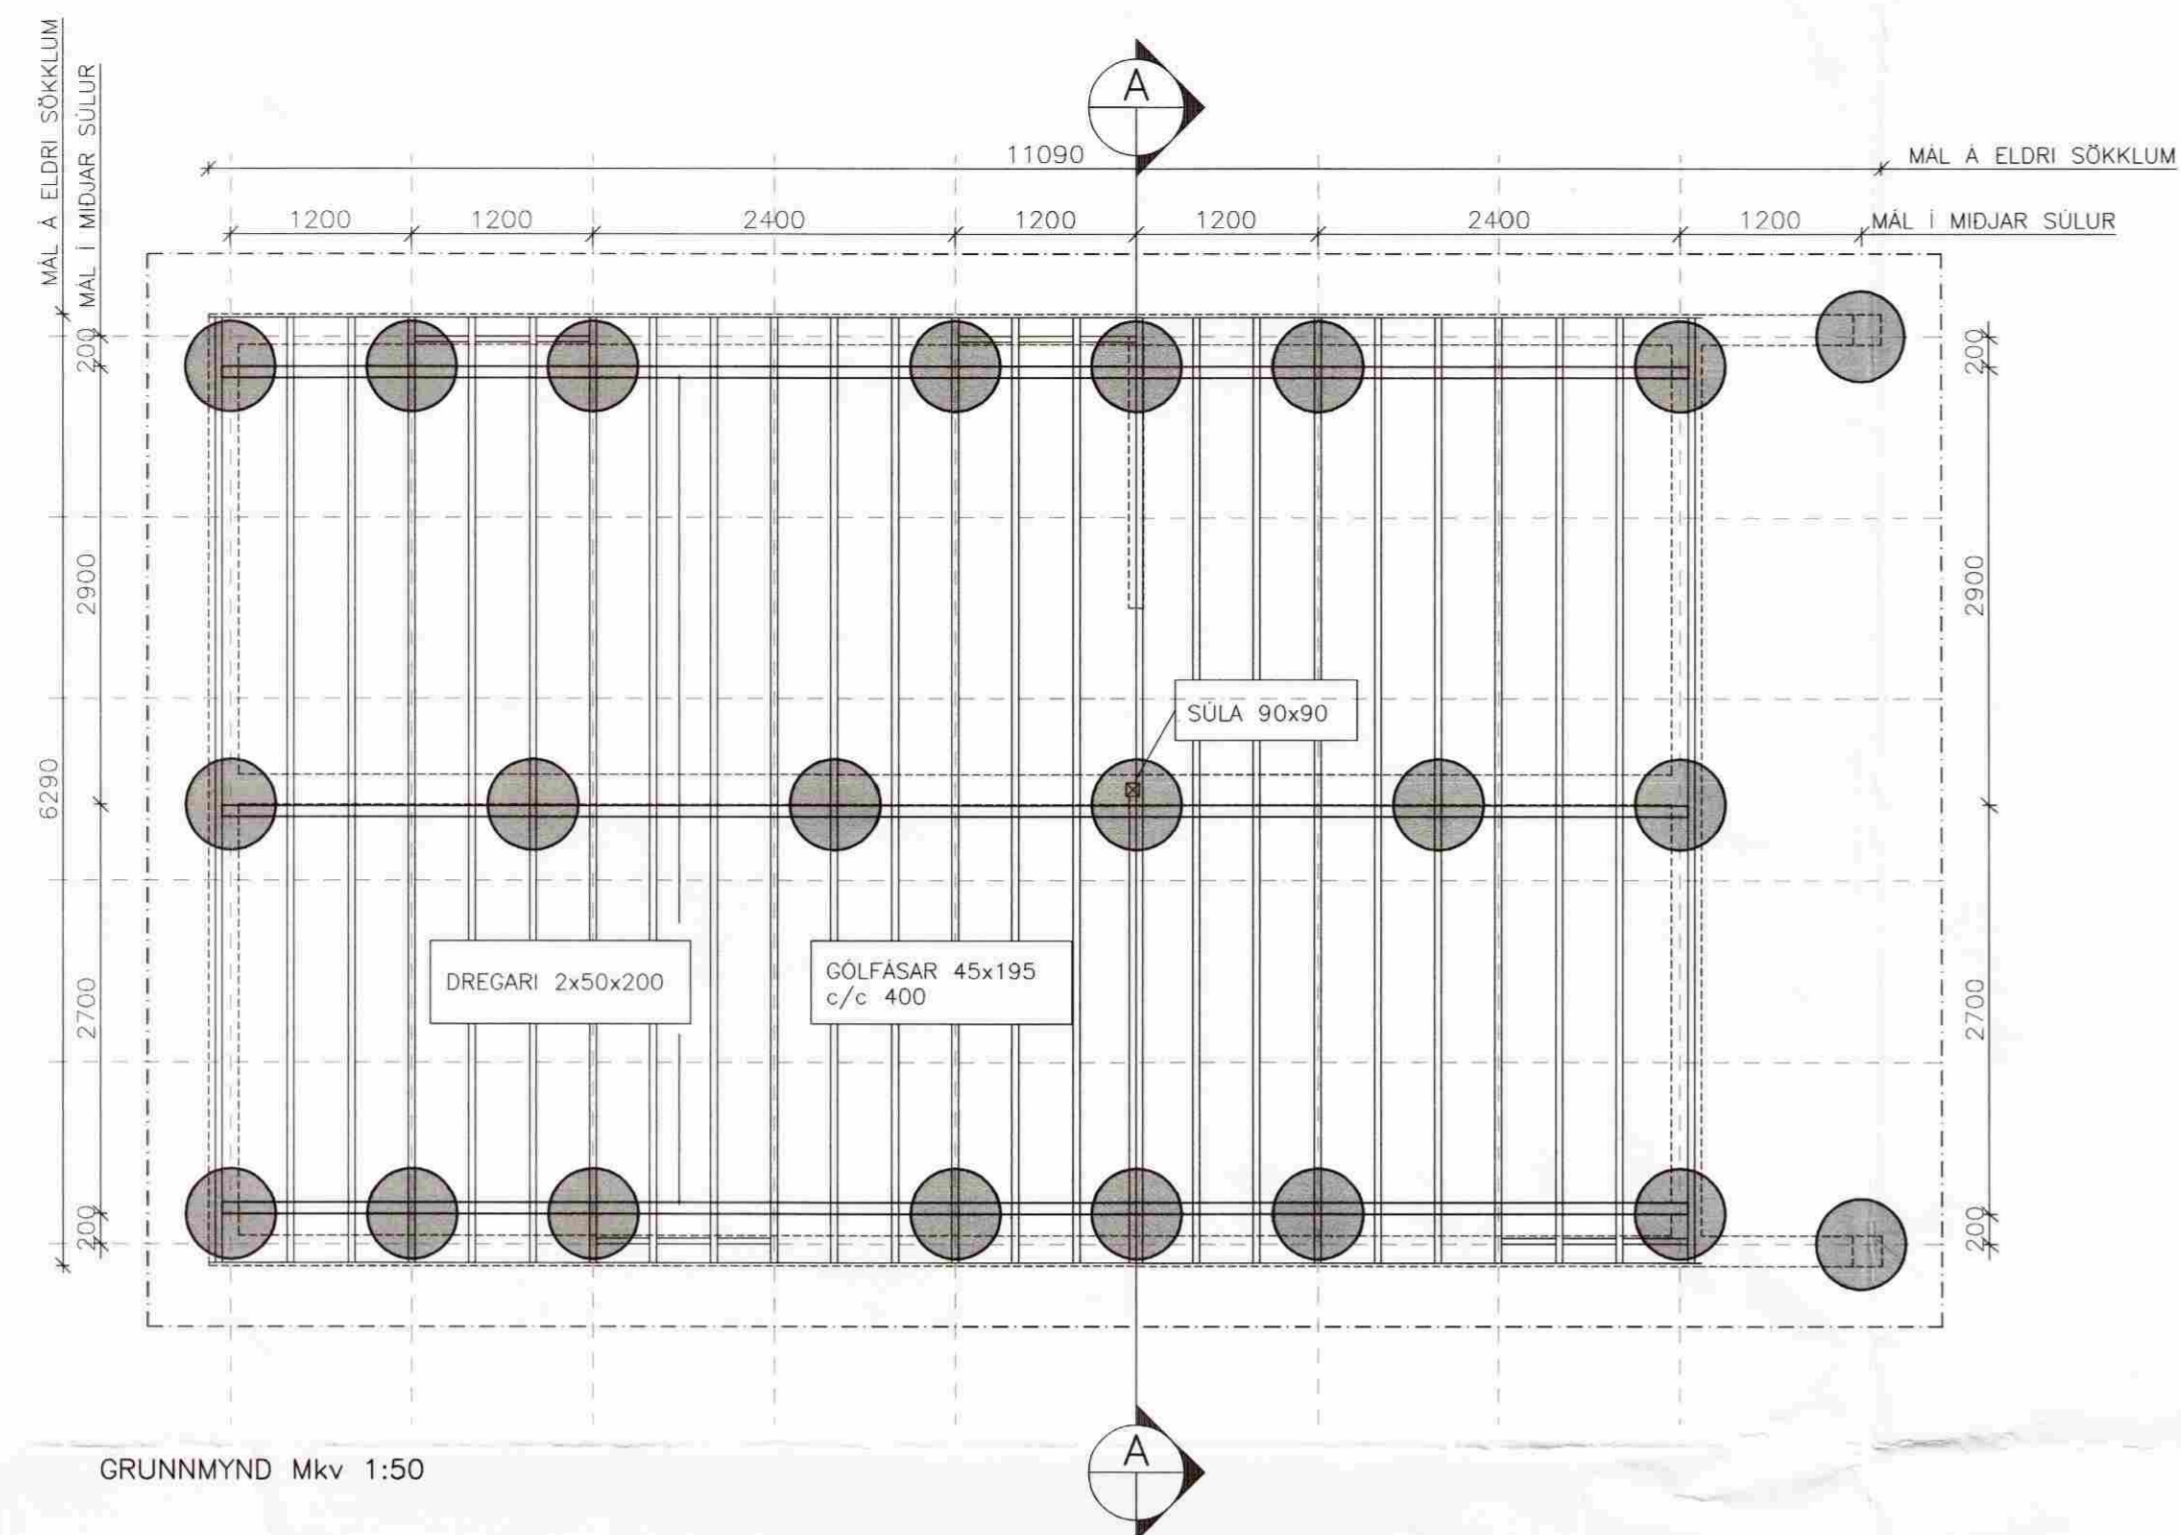 MÁL Á ELDRI SÖKKLUM
MÁL Í MIÐJAR SÚLUR
A
11090
MÁL Á ELDRI SÖKKLUM
1200
1200
2400
1200
1200
2400
1200
MÁL Í MIÐJAR SÚLUR
200
200
2900
2900
SÚLA 90x90
6290
DREGARI 2x50x200
GÓLFÁSAR 45x195
c/c 400
2700
2700
200
200
A
GRUNNMYND Mkv 1:50